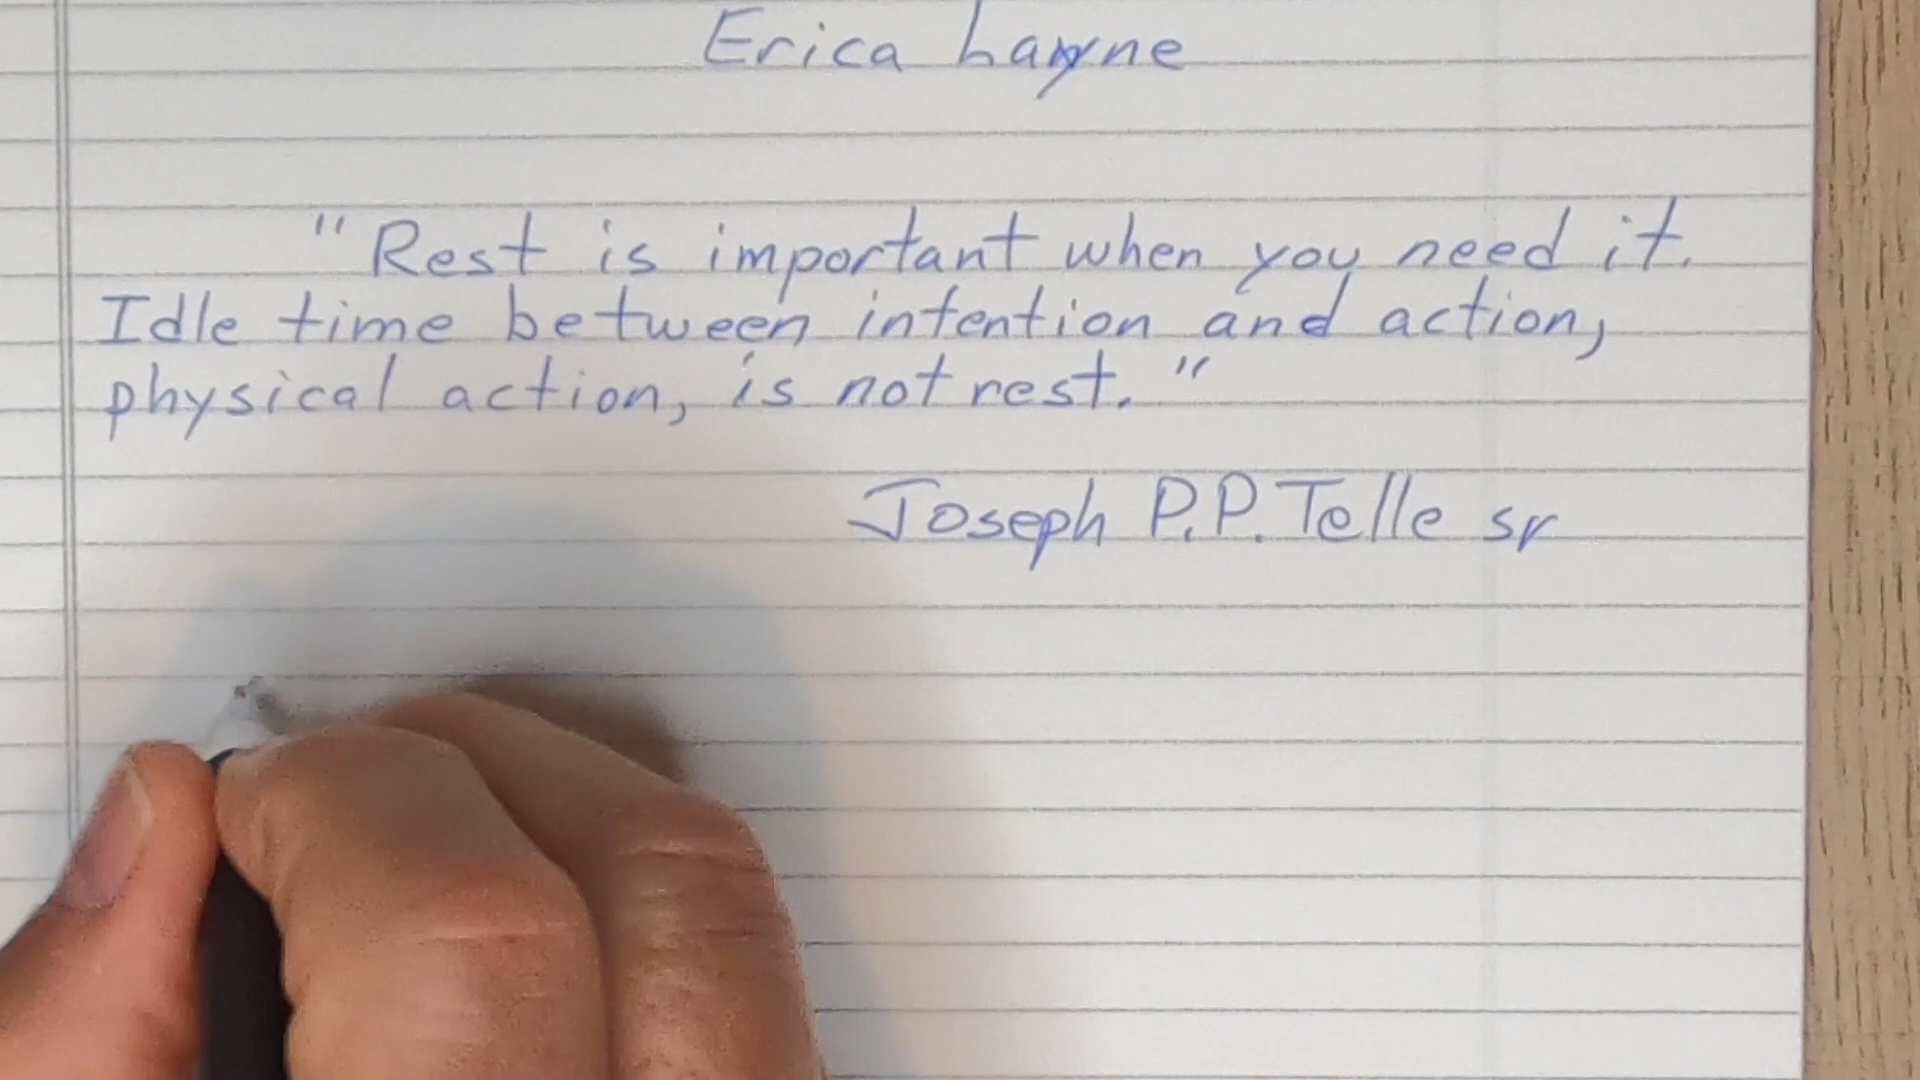 Erica Layne
"Rest is important when you need it.
Idle time between intention and action,
physical action, is not rest."
Joseph P.P. Telle sr